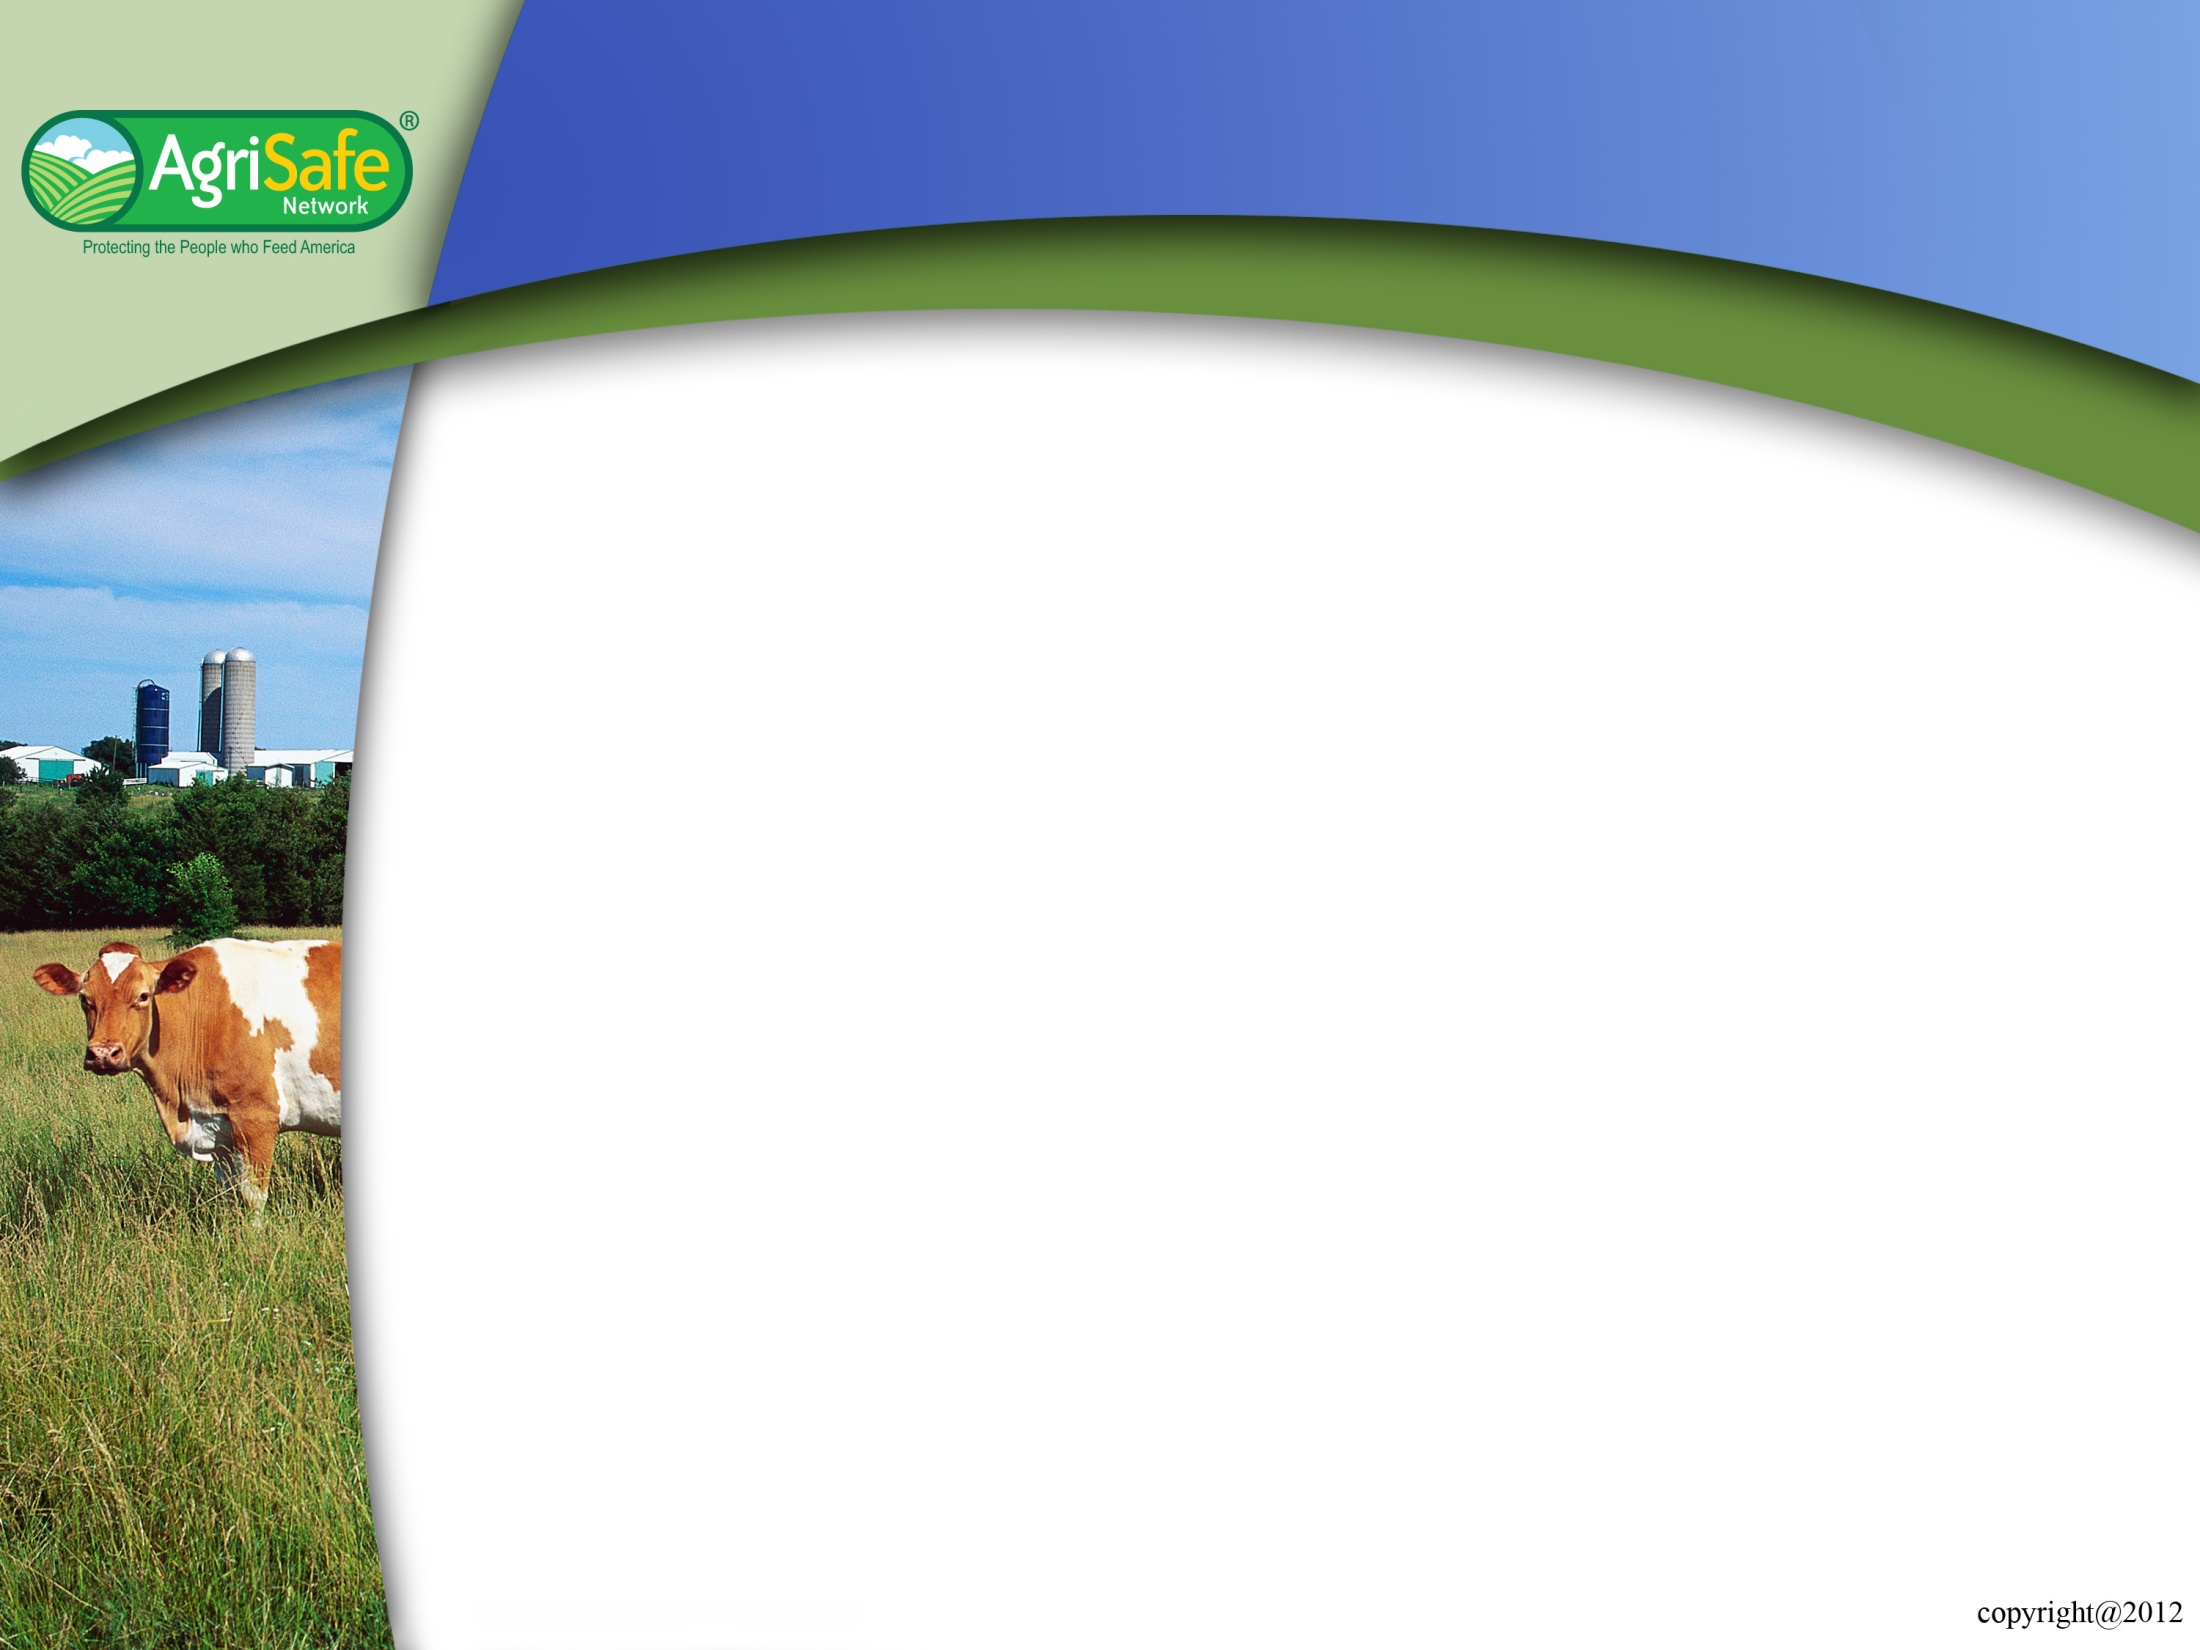 AgriSafe
Network
®
Protecting the People who Feed America
copyright@2012